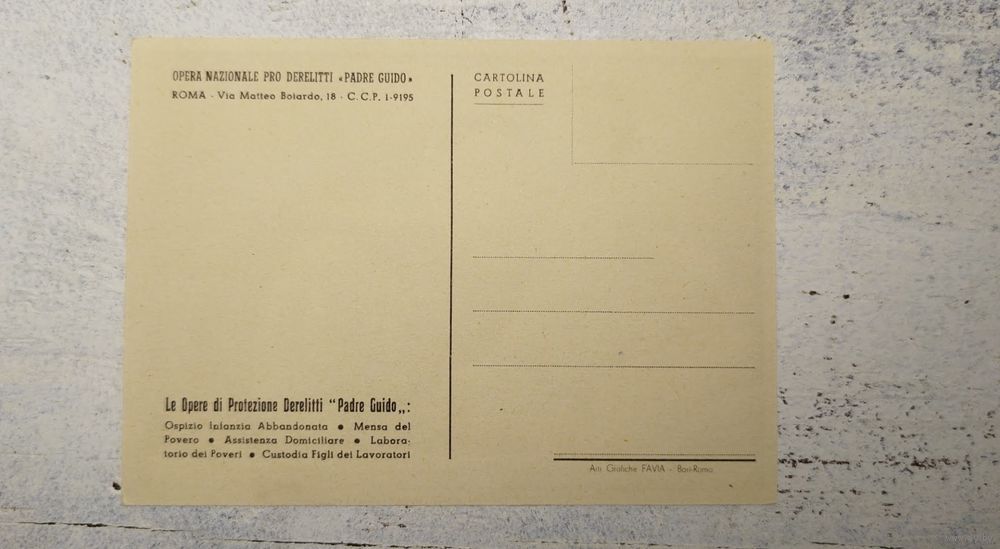 OPERA NAZIONALE PRO DERELITTI «PADRE GUIDO»
ROMA - Via Matteo Boiardo, 18 - C.C.P. 1-9195
CARTOLINA
POSTALE
Le Opere di Protezione Derelitti "Padre Guido„:
Ospizio Infanzia Abbandonata ● Mensa del
Povero ● Assistenza Domiciliare ● Labora-
torio dei Poveri ● Custodia Figli dei Lavoratori
Arti Grafiche FAVIA - Bari-Roma